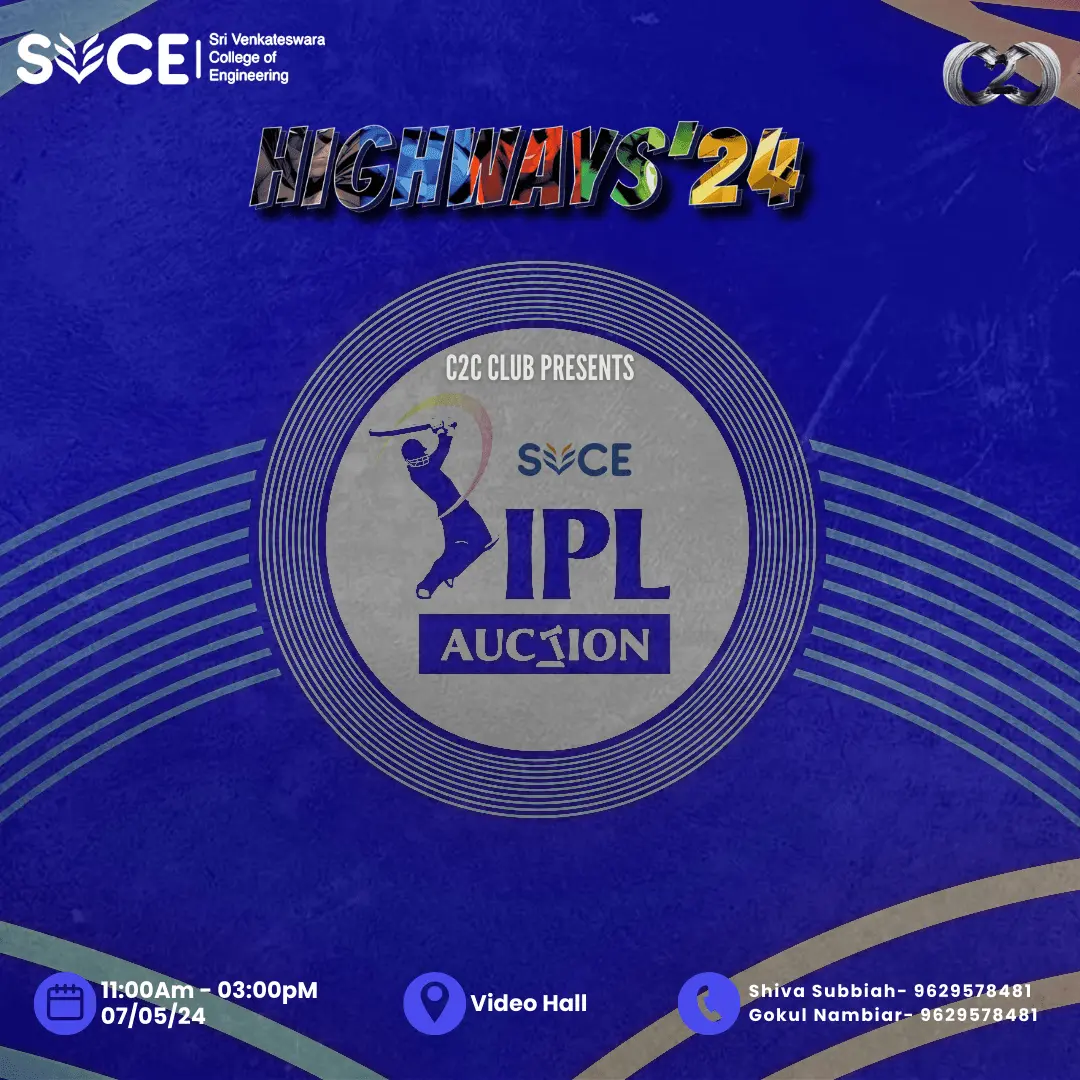 SVCE
Sri Venkateswara
College of
Engineering
C2C
HIGHWAYS'24
C2C CLUB PRESENTS
SVCE
IPL
AUCTION
11:00Am - 03:00pM
07/05/24
Video Hall
Shiva Subbiah- 9629578481
Gokul Nambiar- 9629578481